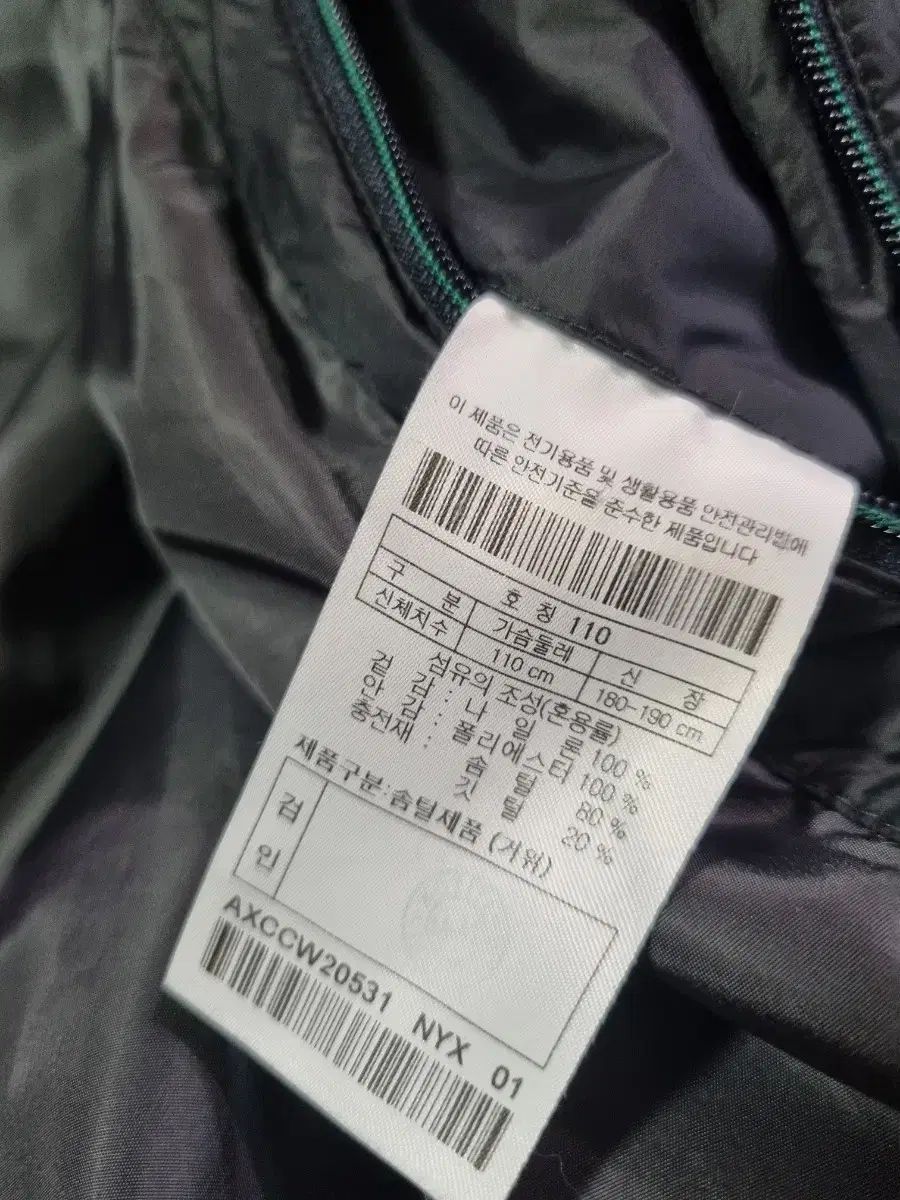 이 제품은 전기용품 및 생활용품 안전관리법에
따른 안전기준을 준수한 제품입니다
구 분 호 칭 110
신체치수 가슴둘레 신 장
110 cm 180-190 cm
섬유의 조성(혼용률)
겉 감 : 나 일 론 100 %
안 감 : 폴리에스터 100 %
충전재 : 솜 털 80 %
깃 털 20 %
제품구분:솜털제품 (거위)
검
인
AXCCW20531 NYX 01